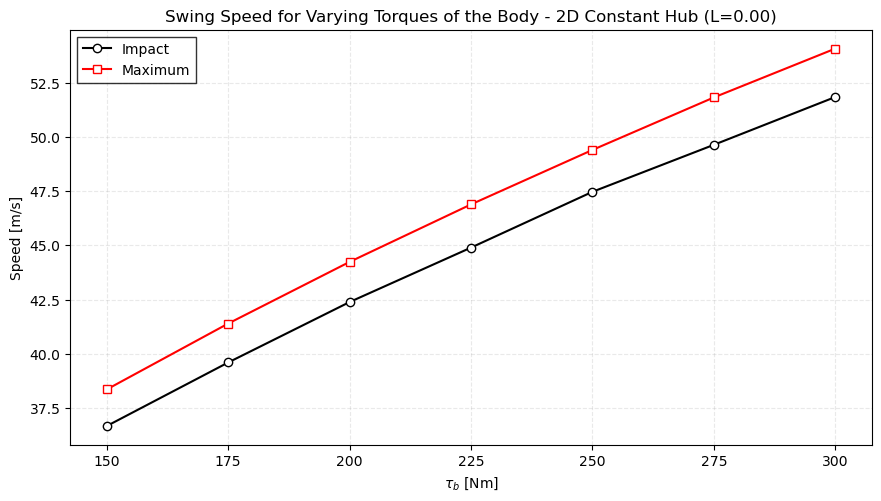 Swing Speed for Varying Torques of the Body - 2D Constant Hub (L=0.00)
Impact
Maximum
Speed [m/s]
52.5
50.0
47.5
45.0
42.5
40.0
37.5
150 175 200 225 250 275 300
τ_b [Nm]